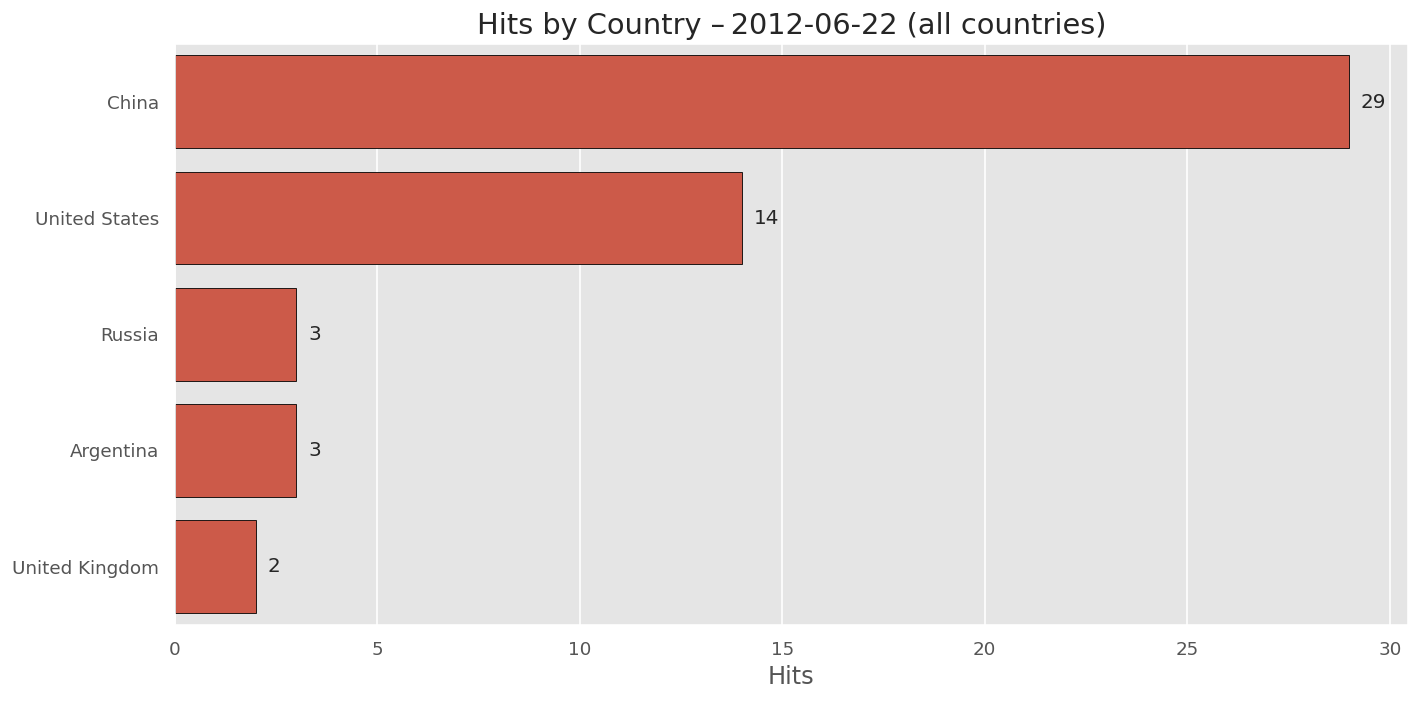 Hits by Country – 2012-06-22 (all countries)
China
29
United States
14
Russia
3
Argentina
3
United Kingdom
2
0 5 10 15 20 25 30
Hits